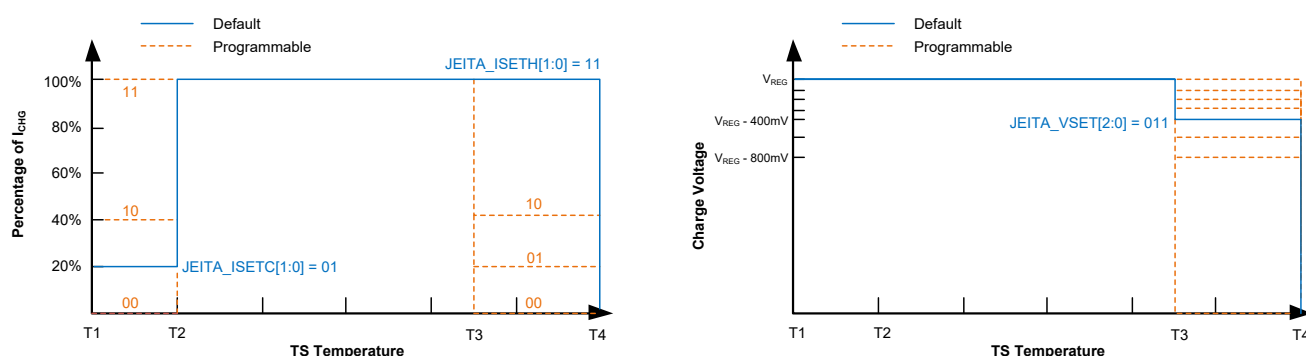 Default
Programmable
JEITA_ISETH[1:0] = 11
100%
11
80%
60%
10
40%
10
20%
JEITA_ISETC[1:0] = 01
01
00
00
Percentage of ICHG
T1
T2
T3
T4
TS Temperature
Default
Programmable
VREG
VREG - 400mV
JEITA_VSET[2:0] = 011
VREG - 800mV
Charge Voltage
T1
T2
T3
T4
TS Temperature